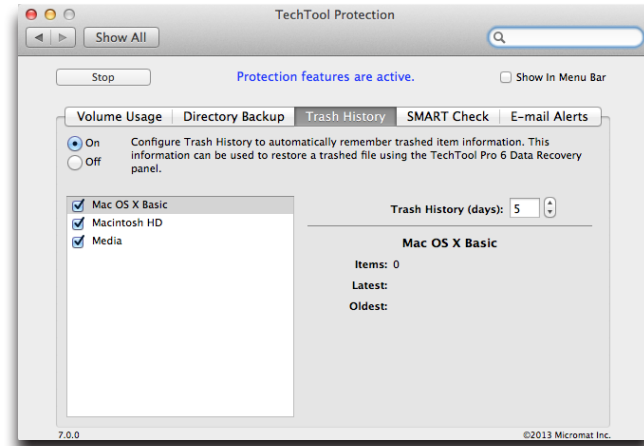 TechTool Protection
Show All
Stop
Protection features are active.
Show In Menu Bar
Volume Usage
Directory Backup
Trash History
SMART Check
E-mail Alerts
On
Off
Configure Trash History to automatically remember trashed item information. This
information can be used to restore a trashed file using the TechTool Pro 6 Data Recovery
panel.
Mac OS X Basic
Macintosh HD
Media
Trash History (days): 5
Mac OS X Basic
Items: 0
Latest:
Oldest:
7.0.0
©2013 Micromat Inc.